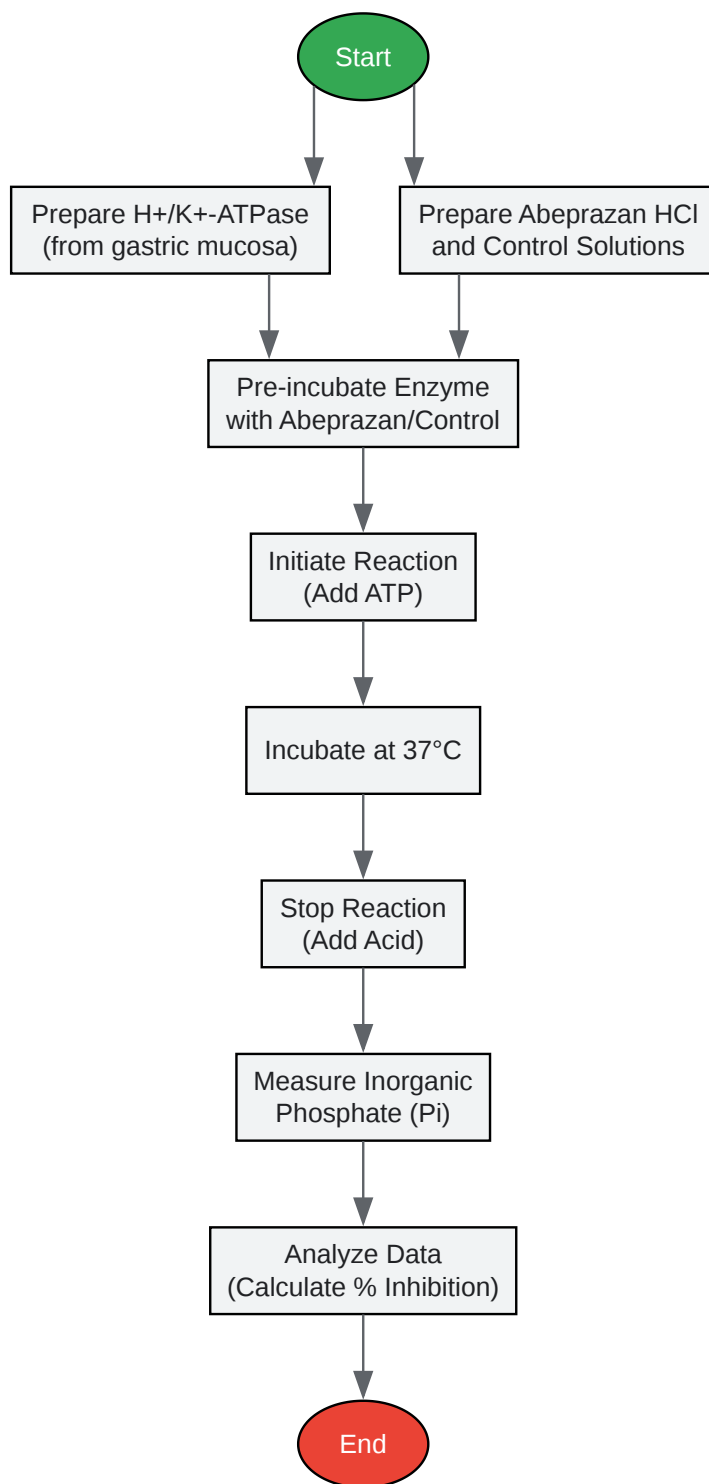 Start
Prepare H+/K+-ATPase
(from gastric mucosa)
Prepare Abeprazan HCl
and Control Solutions
Pre-incubate Enzyme
with Abeprazan/Control
Initiate Reaction
(Add ATP)
Incubate at 37°C
Stop Reaction
(Add Acid)
Measure Inorganic
Phosphate (Pi)
Analyze Data
(Calculate % Inhibition)
End